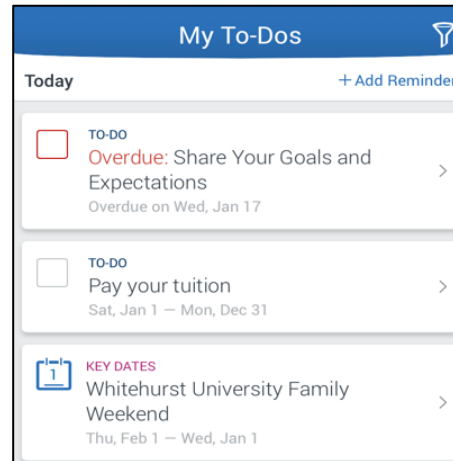 My To-Dos
Today
+ Add Reminder
TO-DO
Overdue: Share Your Goals and
Expectations
Overdue on Wed, Jan 17
TO-DO
Pay your tuition
Sat, Jan 1 — Mon, Dec 31
1
KEY DATES
Whitehurst University Family
Weekend
Thu, Feb 1 — Wed, Jan 1